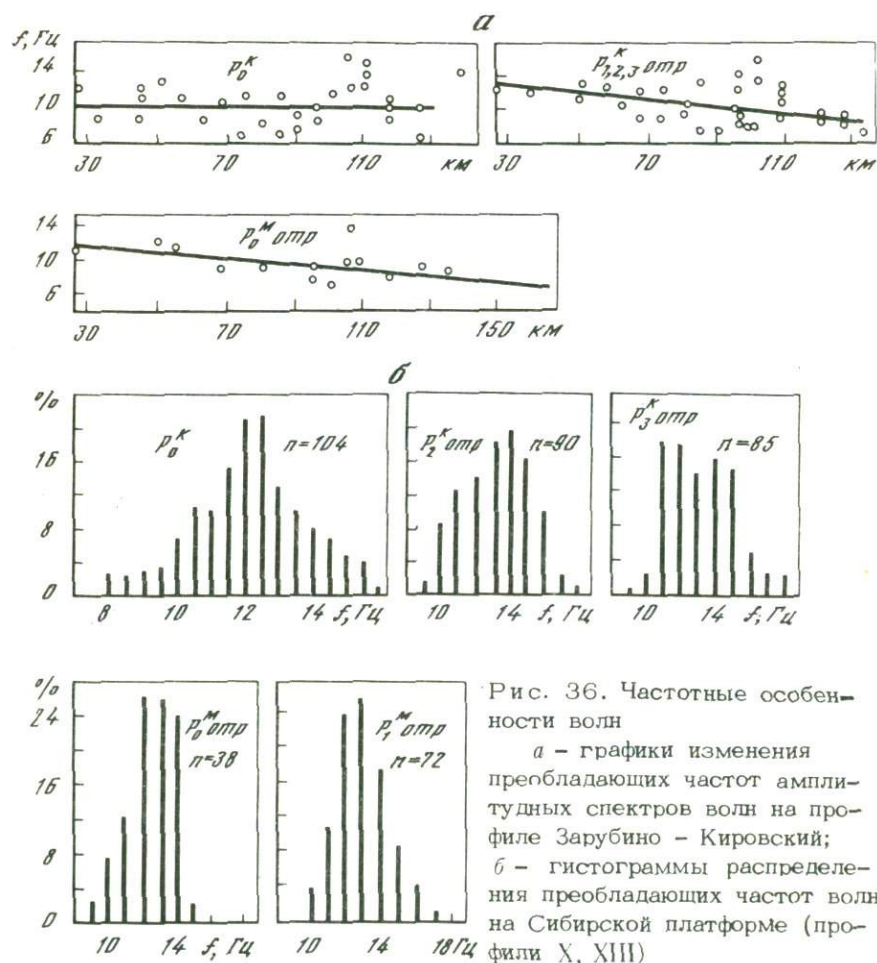 а
f, Гц
14
10
6
P₀ᴷ
30 70 110 км
P₁,₂,₃ᴷ отр
30 70 110 км
14
10
6
P₀ᴹ отр
30 70 110 150 км
б
%
16
8
0
P₀ᴷ n=104
8 10 12 14 f, Гц
P₂ᴷ отр n=90
10 14 f, Гц
P₃ᴷ отр
n=85
10 14 f, Гц
%
24
16
8
0
P₀ᴹ отр
n=38
10 14 f, Гц
P₁ᴹ отр
n=72
10 14 18 Гц
Рис. 36. Частотные особен-
ности волн
а – графики изменения
преобладающих частот ампли-
тудных спектров волн на про-
филе Зарубино – Кировский;
б – гистограммы распределе-
ния преобладающих частот волн
на Сибирской платформе (про-
фили X, XIII)